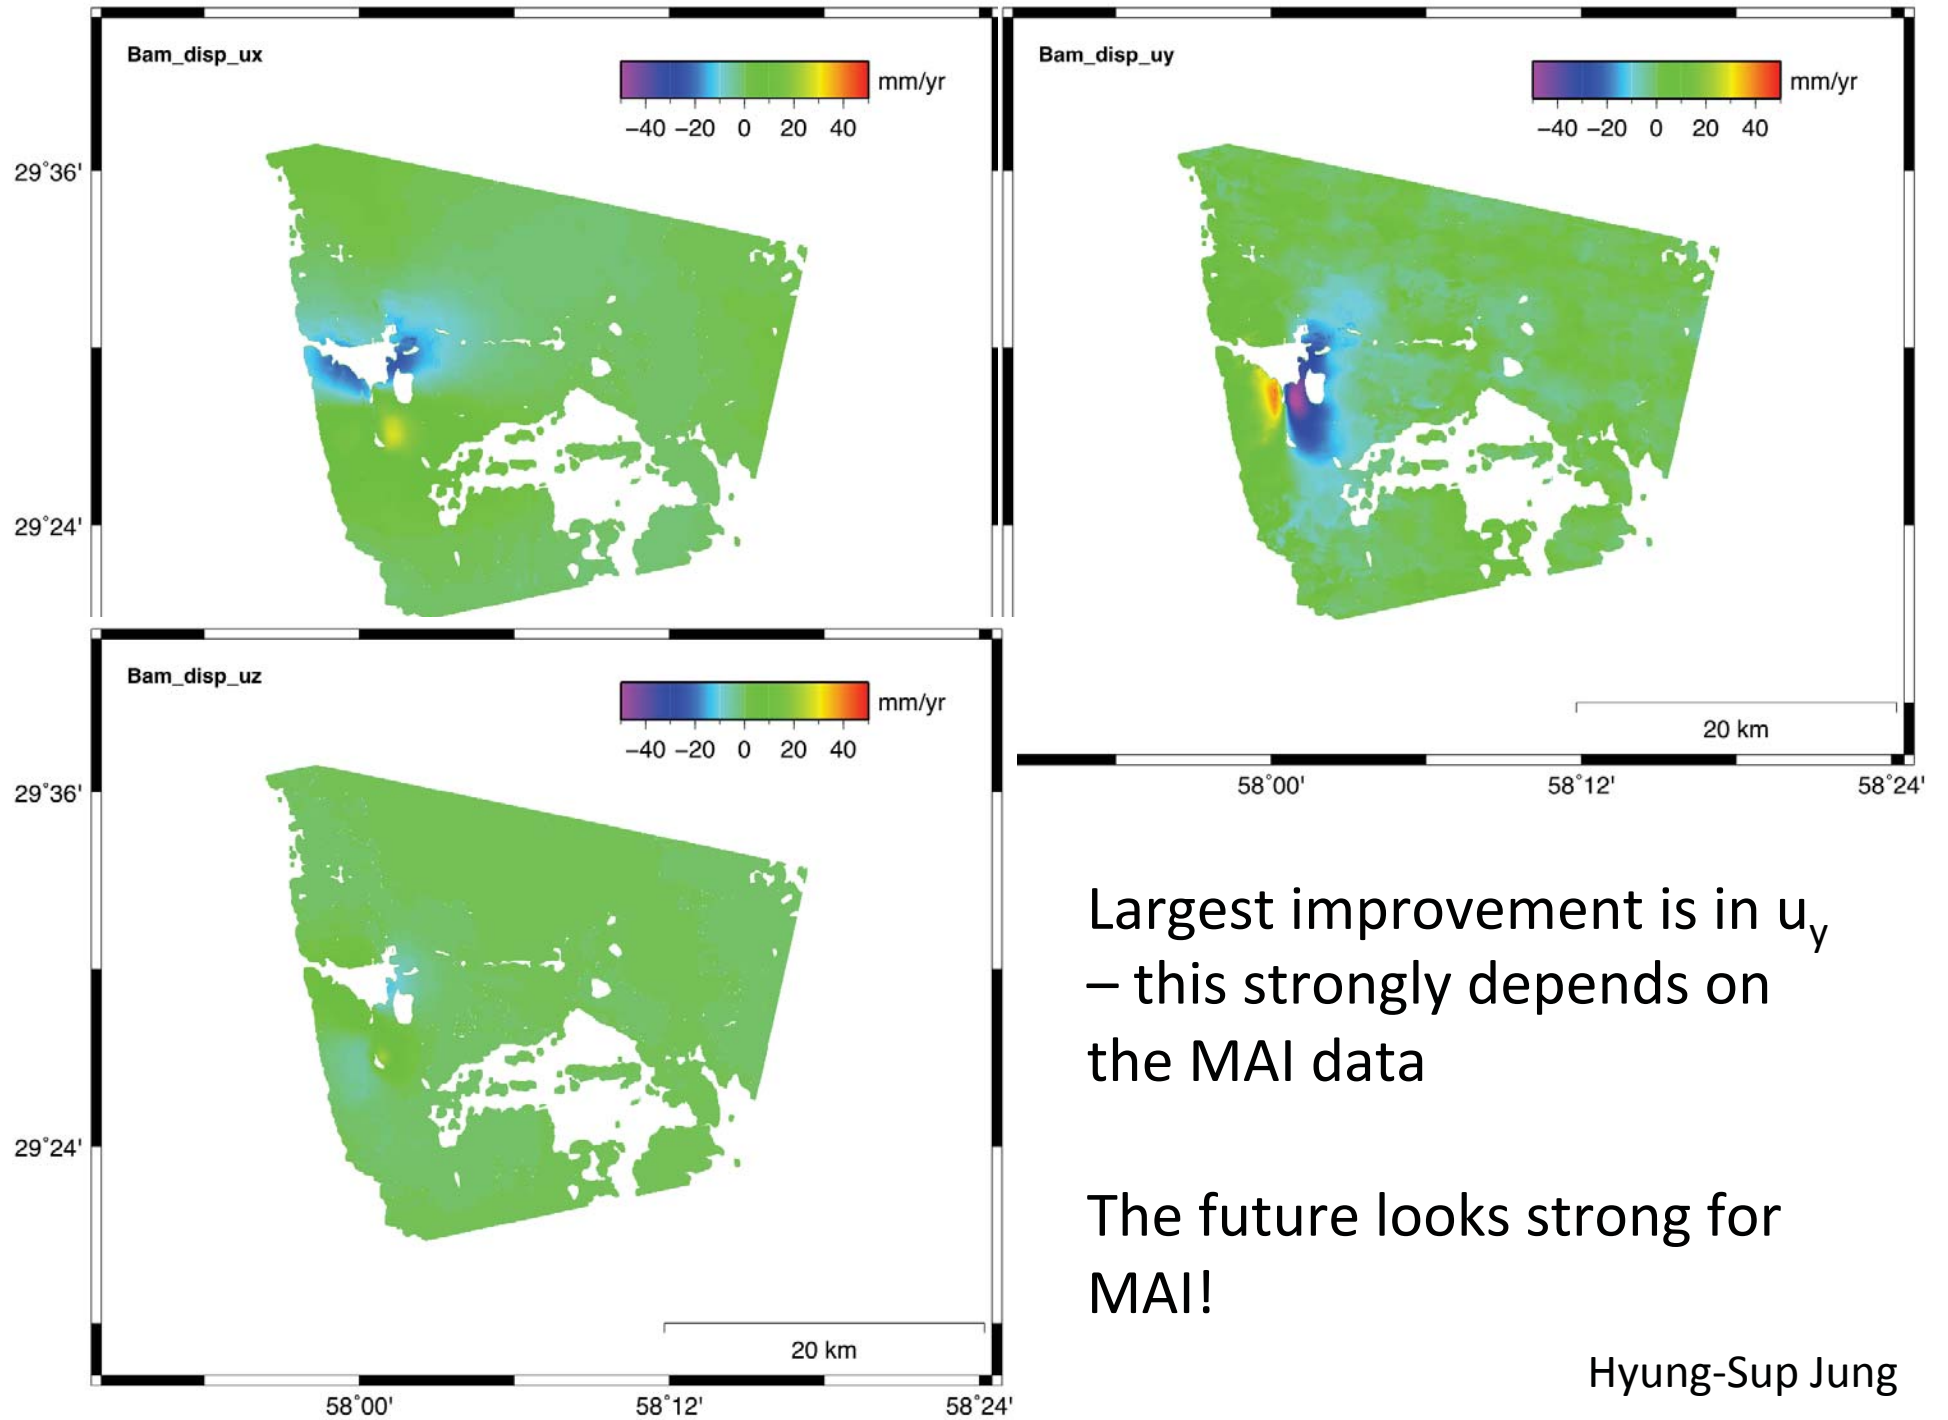 Bam_disp_ux
mm/yr
−40 −20 0 20 40
29˚36'
29˚24'
Bam_disp_uy
mm/yr
−40 −20 0 20 40
20 km
58˚00' 58˚12' 58˚24'
Bam_disp_uz
mm/yr
−40 −20 0 20 40
29˚36'
29˚24'
20 km
58˚00' 58˚12' 58˚24'
Largest improvement is in uy
– this strongly depends on
the MAI data
The future looks strong for
MAI!
Hyung-Sup Jung